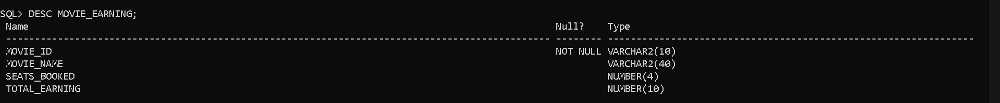 SQL> DESC MOVIE_EARNING;
Name Null? Type
----------------------------------------------------------------------------------------------- -------- ----------------------------------------------------------------
MOVIE_ID NOT NULL VARCHAR2(10)
MOVIE_NAME VARCHAR2(40)
SEATS_BOOKED NUMBER(4)
TOTAL_EARNING NUMBER(10)